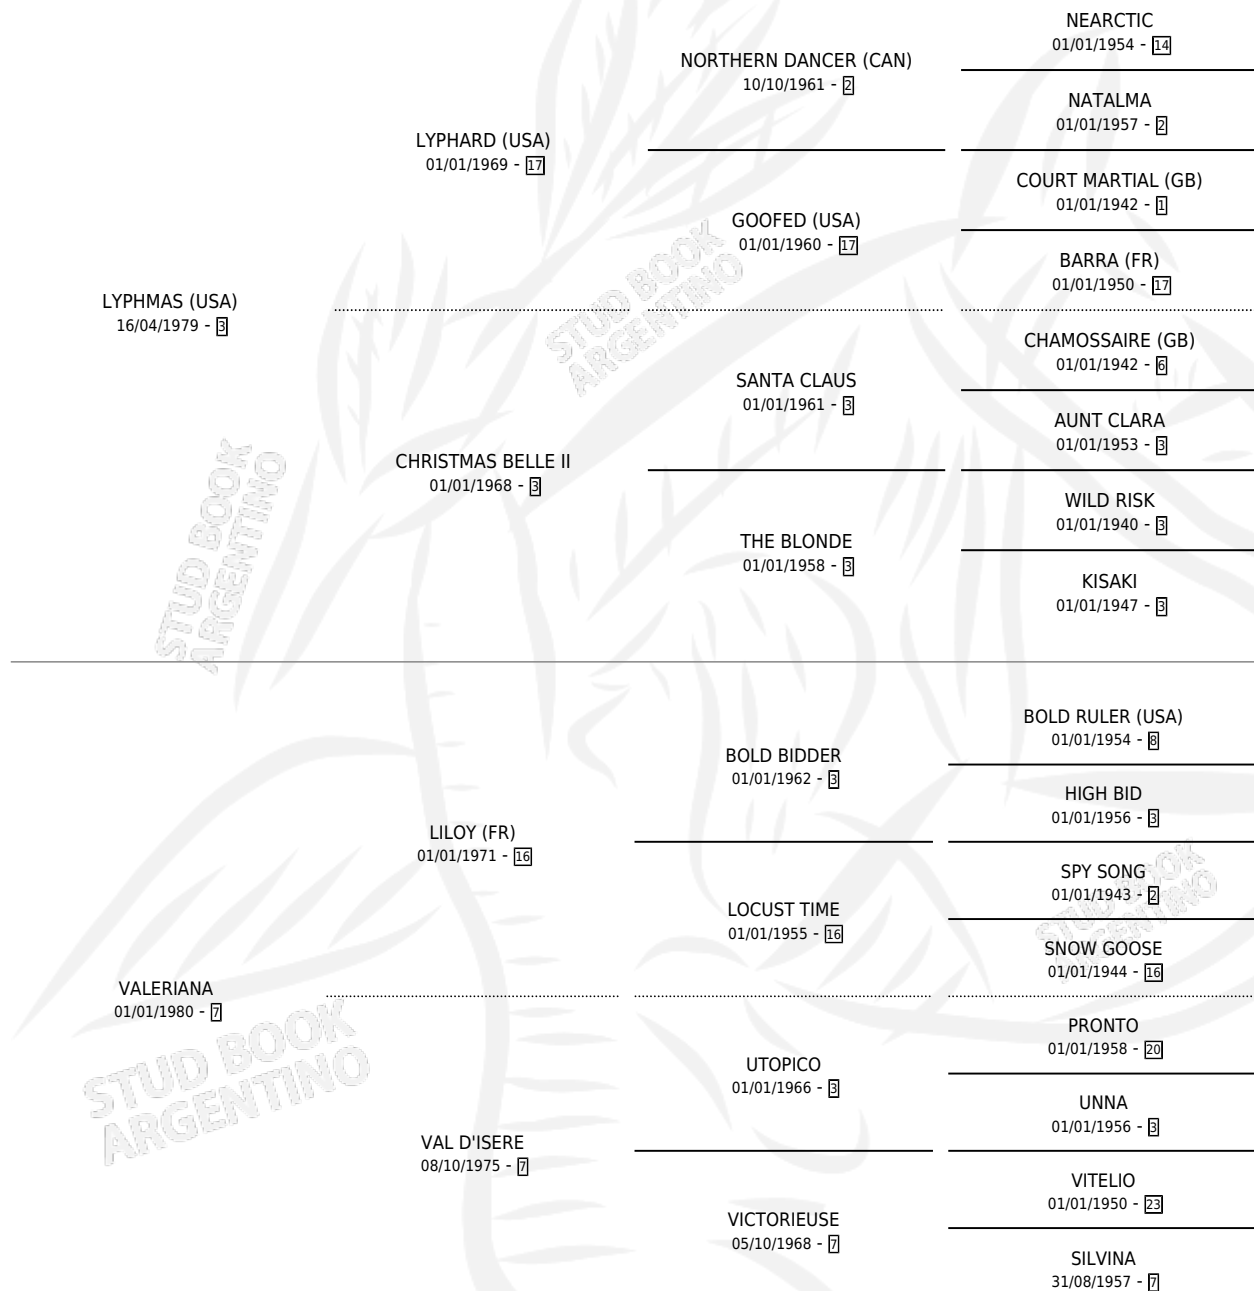 NEARCTIC
01/01/1954 - 14
NORTHERN DANCER (CAN)
10/10/1961 - 2
NATALMA
01/01/1957 - 2
LYPHARD (USA)
01/01/1969 - 17
COURT MARTIAL (GB)
01/01/1942 - 1
GOOFED (USA)
01/01/1960 - 17
BARRA (FR)
01/01/1950 - 17
LYPHMAS (USA)
16/04/1979 - 3
STUD BOOK
ARGENTINO
CHAMOSSAIRE (GB)
01/01/1942 - 6
SANTA CLAUS
01/01/1961 - 3
AUNT CLARA
01/01/1953 - 3
CHRISTMAS BELLE II
01/01/1968 - 3
WILD RISK
01/01/1940 - 3
THE BLONDE
01/01/1958 - 3
KISAKI
01/01/1947 - 3
STUD BOOK
ARGENTINO
BOLD RULER (USA)
01/01/1954 - 8
BOLD BIDDER
01/01/1962 - 3
HIGH BID
01/01/1956 - 3
LILOY (FR)
01/01/1971 - 16
SPY SONG
01/01/1943 - 2
LOCUST TIME
01/01/1955 - 16
SNOW GOOSE
01/01/1944 - 16
STUD BOOK
ARGENTINO
VALERIANA
01/01/1980 - 7
PRONTO
01/01/1958 - 20
UTOPICO
01/01/1966 - 3
UNNA
01/01/1956 - 3
STUD BOOK
ARGENTINO
VAL D'ISERE
08/10/1975 - 7
VITELIO
01/01/1950 - 23
VICTORIEUSE
05/10/1968 - 7
SILVINA
31/08/1957 - 7